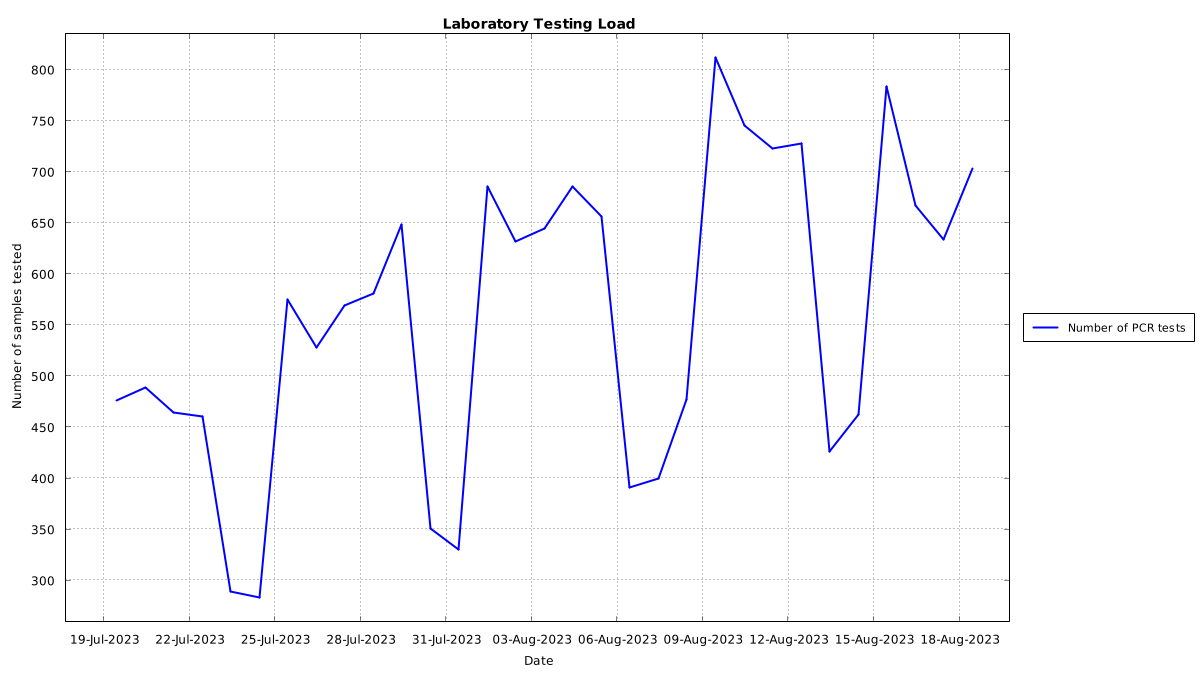 Laboratory Testing Load
800
750
700
650
600
550
500
450
400
350
300
Number of samples tested
19-Jul-2023 22-Jul-2023 25-Jul-2023 28-Jul-2023 31-Jul-2023 03-Aug-2023 06-Aug-2023 09-Aug-2023 12-Aug-2023 15-Aug-2023 18-Aug-2023
Date
Number of PCR tests